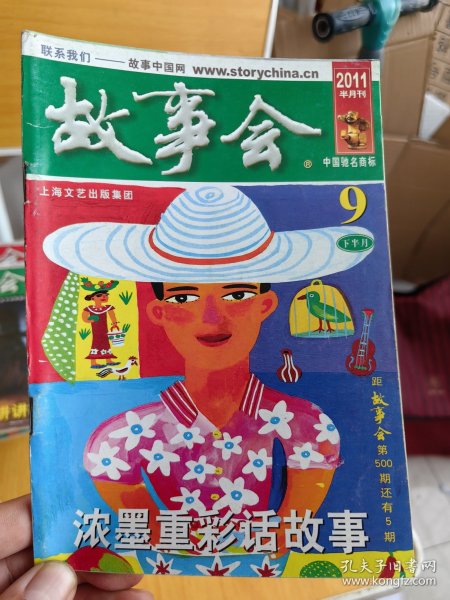 联系我们——故事中国网 www.storychina.cn
2011
半月刊
故事会
®
中国驰名商标
上海文艺出版集团
9
下半月
距故事会第500期还有5期
浓墨重彩话故事
会
讲讲
孔夫子旧书网
www.kongfz.com